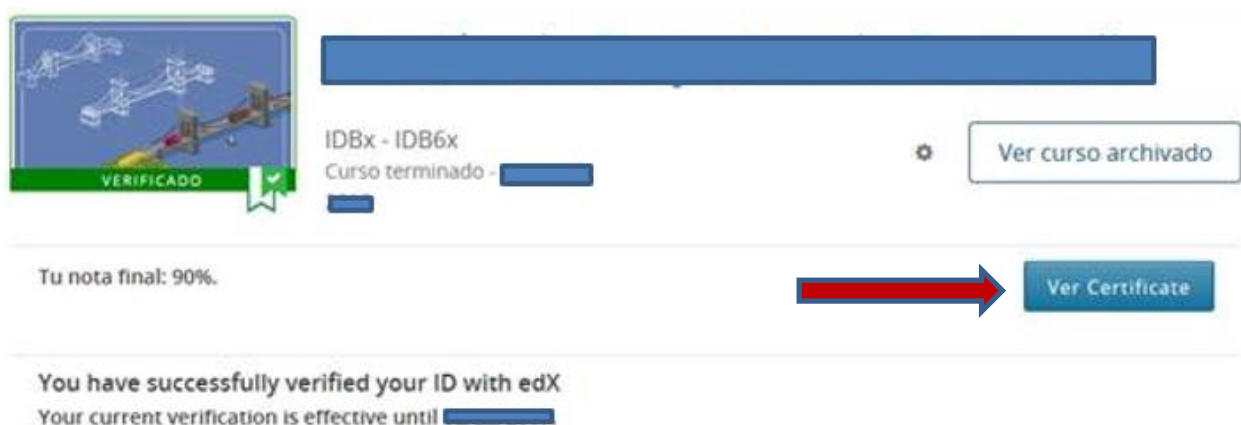 VERIFICADO
IDBx - IDB6x
Curso terminado -
Ver curso archivado
Tu nota final: 90%.
Ver Certificate
You have successfully verified your ID with edX
Your current verification is effective until